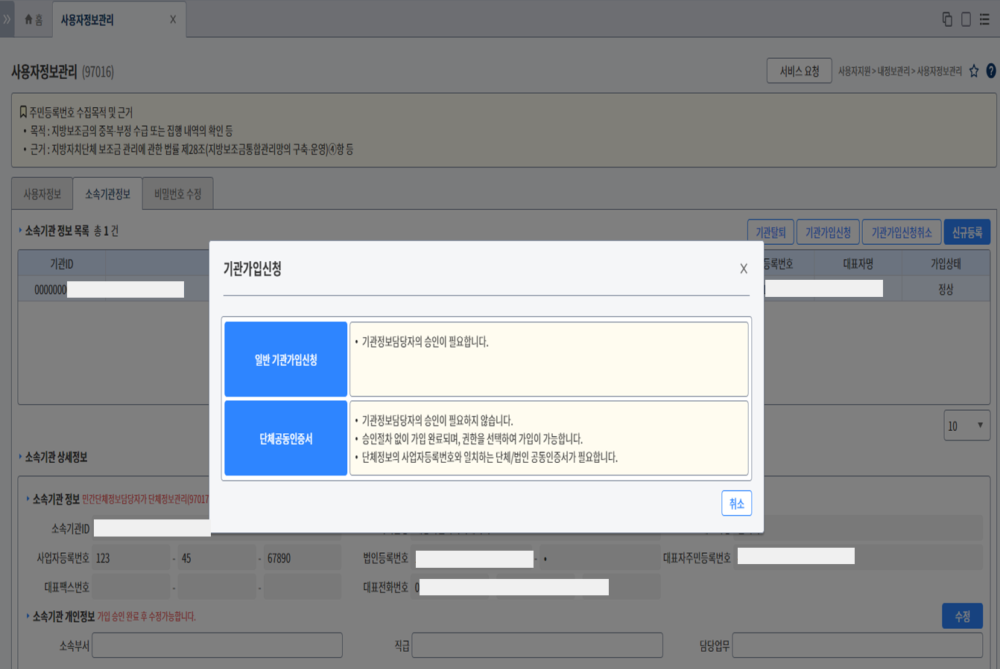 홈
사용자정보관리 X
사용자정보관리 (97016)
서비스 요청 사용자지원 > 내정보관리 > 사용자정보관리 ?
주민등록번호 수집목적 및 근거
• 목적 : 지방보조금의 중복·부정 수급 또는 집행 내역의 확인 등
• 근거 : 지방자치단체 보조금 관리에 관한 법률 제28조(지방보조금통합관리망의 구축·운영)④항 등
사용자정보 소속기관정보 비밀번호 수정
소속기관 정보 목록 총 1 건
기관탈퇴 기관가입신청 기관가입신청취소 신규등록
기관ID 등록번호 대표자명 가입상태
0000000 정상
기관가입신청 X
일반 기관가입신청
• 기관정보담당자의 승인이 필요합니다.
단체공동인증서
• 기관정보담당자의 승인이 필요하지 않습니다.
• 승인절차 없이 가입 완료되며, 권한을 선택하여 가입이 가능합니다.
• 단체정보의 사업자등록번호와 일치하는 단체/법인 공동인증서가 필요합니다.
취소
10
소속기관 상세정보
소속기관 정보 민간단체정보담당자가 단체정보관리(97017
소속기관ID
사업자등록번호 123 - 45 - 67890 법인등록번호 - • 대표자주민등록번호
대표팩스번호 - - 대표전화번호 0
소속기관 개인정보 가입 승인 완료 후 수정가능합니다.
수정
소속부서 직급 담당업무